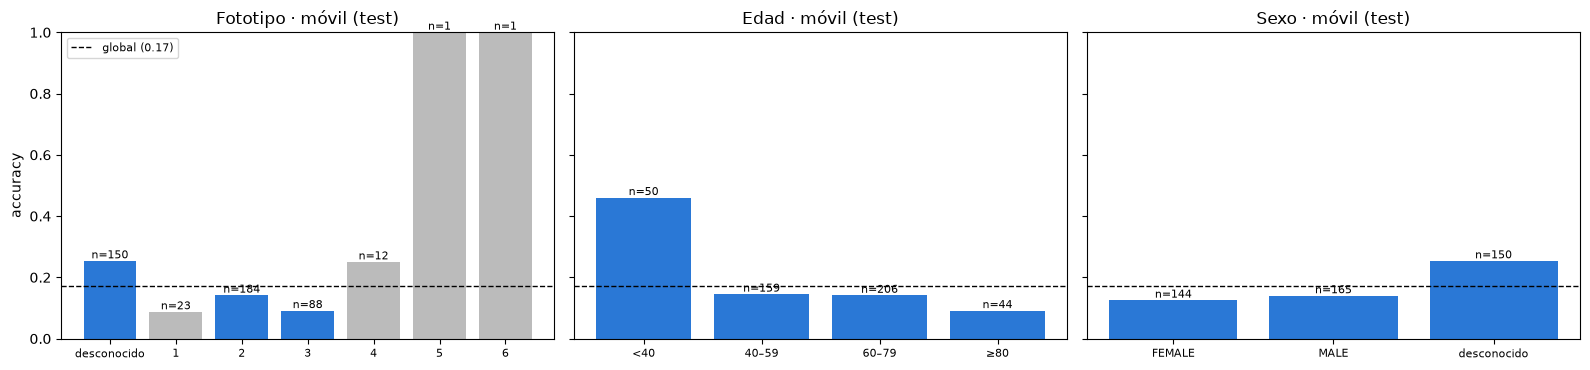 Fototipo · móvil (test)
global (0.17)
accuracy
1.0
0.8
0.6
0.4
0.2
0.0
n=150
n=23
n=184
n=88
n=12
n=1
n=1
desconocido 1 2 3 4 5 6
Edad · móvil (test)
n=50
n=159
n=206
n=44
<40 40–59 60–79 ≥80
Sexo · móvil (test)
n=144
n=165
n=150
FEMALE MALE desconocido